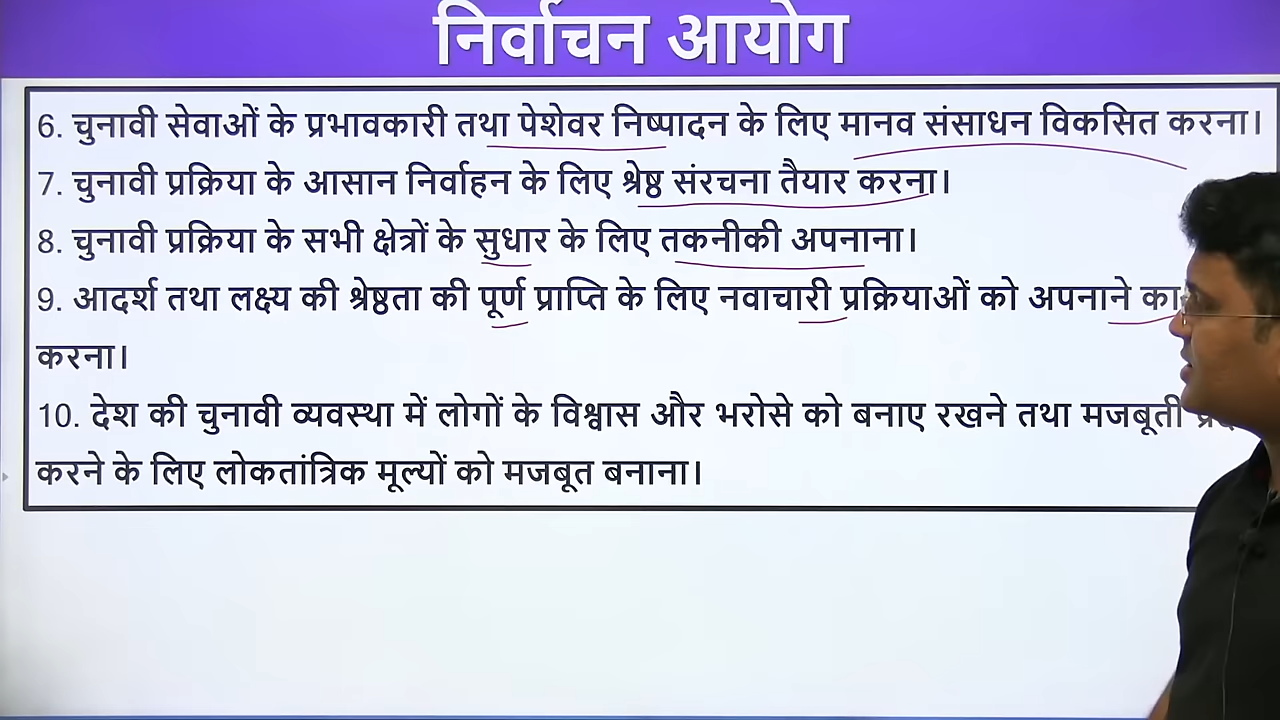 निर्वाचन आयोग
6. चुनावी सेवाओं के प्रभावकारी तथा पेशेवर निष्पादन के लिए मानव संसाधन विकसित करना।
7. चुनावी प्रक्रिया के आसान निर्वाहन के लिए श्रेष्ठ संरचना तैयार करना।
8. चुनावी प्रक्रिया के सभी क्षेत्रों के सुधार के लिए तकनीकी अपनाना।
9. आदर्श तथा लक्ष्य की श्रेष्ठता की पूर्ण प्राप्ति के लिए नवाचारी प्रक्रियाओं को अपनाने
करना।
10. देश की चुनावी व्यवस्था में लोगों के विश्वास और भरोसे को बनाए रखने तथा मजबूती
करने के लिए लोकतांत्रिक मूल्यों को मजबूत बनाना।